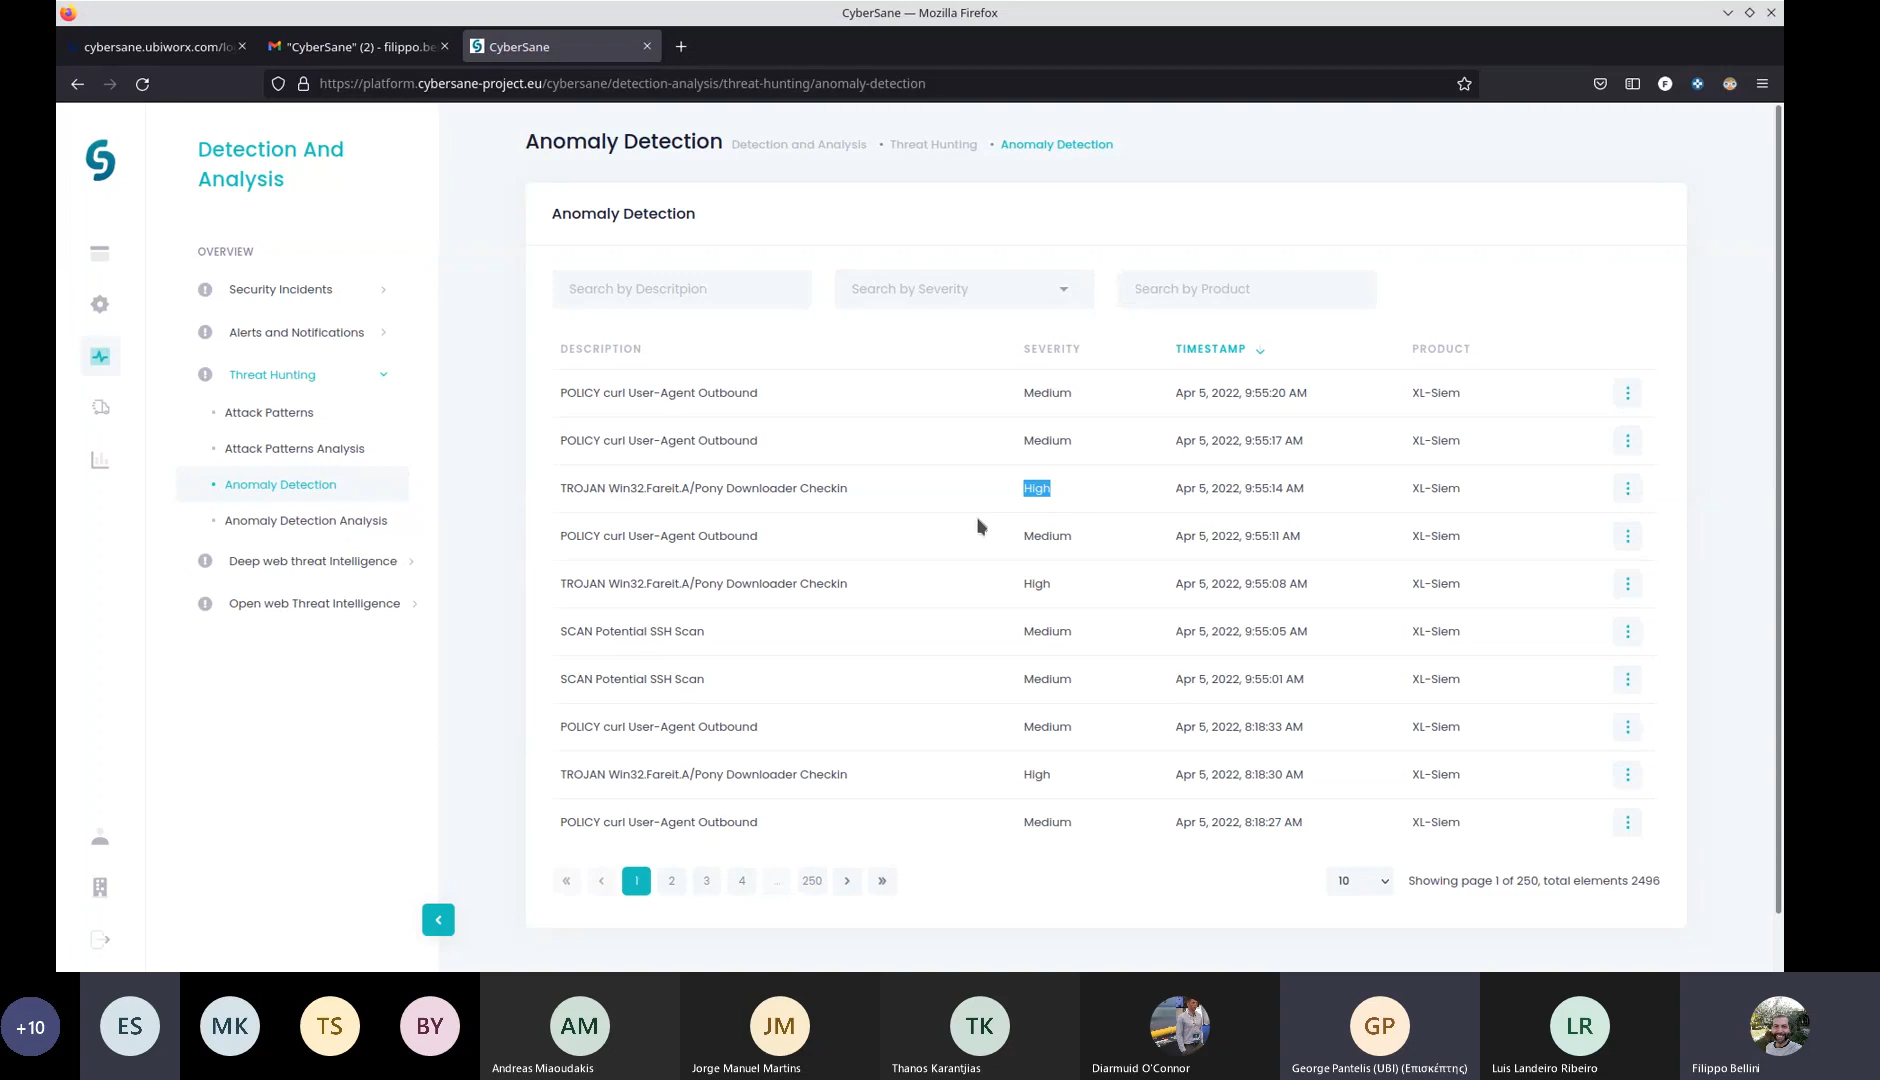 CyberSane — Mozilla Firefox
cybersane.ubiworx.com/lo
"CyberSane" (2) - filippo.be
CyberSane
https://platform.cybersane-project.eu/cybersane/detection-analysis/threat-hunting/anomaly-detection
Detection And
Analysis
OVERVIEW
Security Incidents
Alerts and Notifications
Threat Hunting
Attack Patterns
Attack Patterns Analysis
Anomaly Detection
Anomaly Detection Analysis
Deep web threat Intelligence
Open web Threat Intelligence
Anomaly Detection Detection and Analysis • Threat Hunting • Anomaly Detection
Anomaly Detection
Search by Descritpion Search by Severity Search by Product
DESCRIPTION SEVERITY TIMESTAMP PRODUCT
POLICY curl User-Agent Outbound Medium Apr 5, 2022, 9:55:20 AM XL-Siem
POLICY curl User-Agent Outbound Medium Apr 5, 2022, 9:55:17 AM XL-Siem
TROJAN Win32.Fareit.A/Pony Downloader Checkin High Apr 5, 2022, 9:55:14 AM XL-Siem
POLICY curl User-Agent Outbound Medium Apr 5, 2022, 9:55:11 AM XL-Siem
TROJAN Win32.Fareit.A/Pony Downloader Checkin High Apr 5, 2022, 9:55:08 AM XL-Siem
SCAN Potential SSH Scan Medium Apr 5, 2022, 9:55:05 AM XL-Siem
SCAN Potential SSH Scan Medium Apr 5, 2022, 9:55:01 AM XL-Siem
POLICY curl User-Agent Outbound Medium Apr 5, 2022, 8:18:33 AM XL-Siem
TROJAN Win32.Fareit.A/Pony Downloader Checkin High Apr 5, 2022, 8:18:30 AM XL-Siem
POLICY curl User-Agent Outbound Medium Apr 5, 2022, 8:18:27 AM XL-Siem
« ‹ 1 2 3 4 ... 250 › » 10 Showing page 1 of 250, total elements 2496
+10 ES MK TS BY AM JM TK GP LR
Andreas Miaoudakis Jorge Manuel Martins Thanos Karantjias Diarmuid O'Connor George Pantelis (UBI) (Επισκέπτης) Luis Landeiro Ribeiro Filippo Bellini